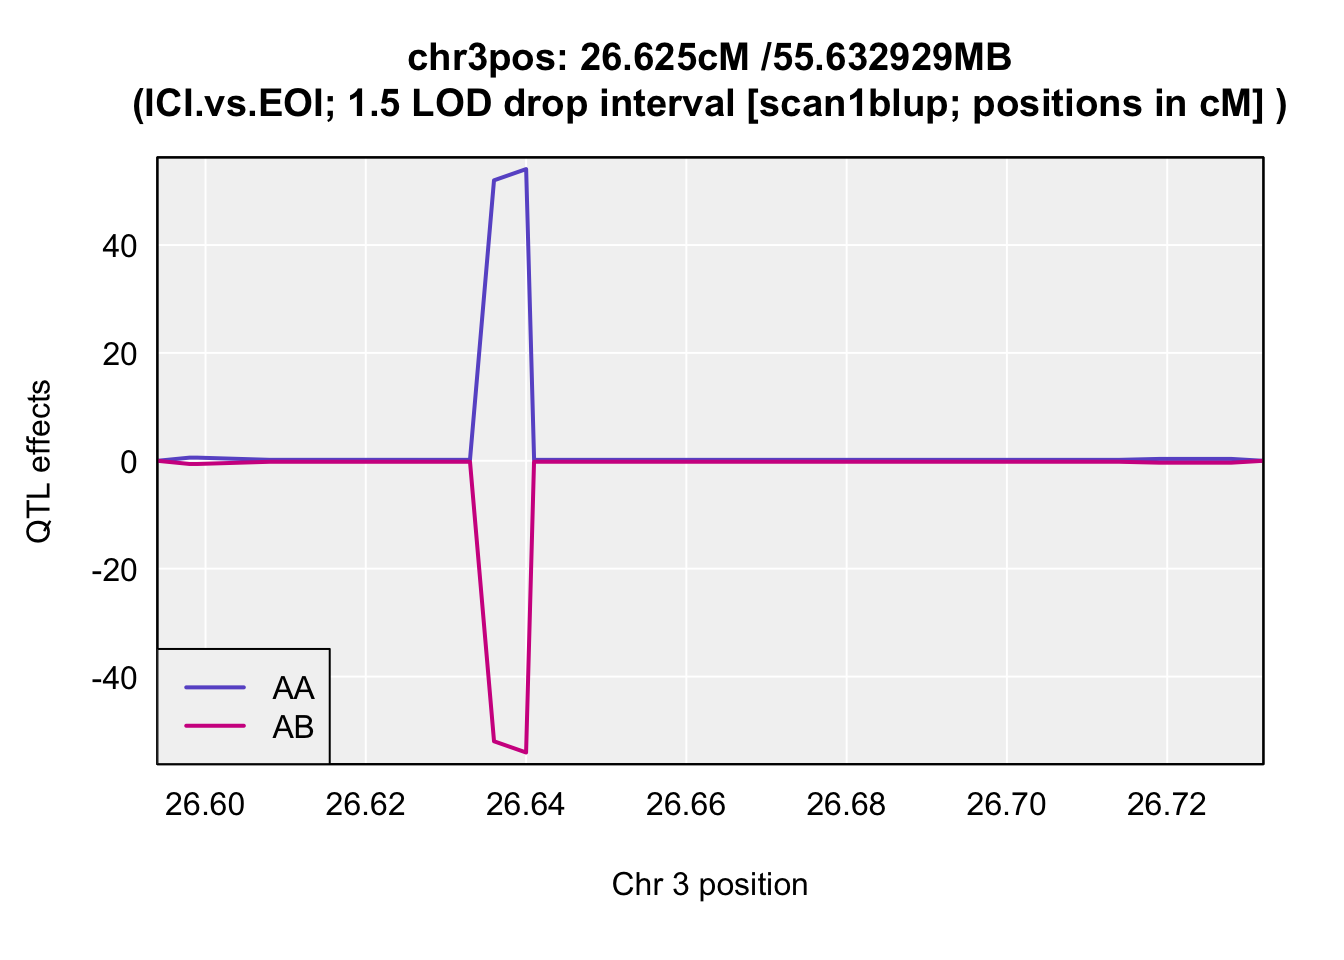 chr3pos: 26.625cM /55.632929MB
(ICI.vs.EOI; 1.5 LOD drop interval [scan1blup; positions in cM] )
QTL effects
40
20
0
-20
-40
AA
AB
26.60 26.62 26.64 26.66 26.68 26.70 26.72
Chr 3 position